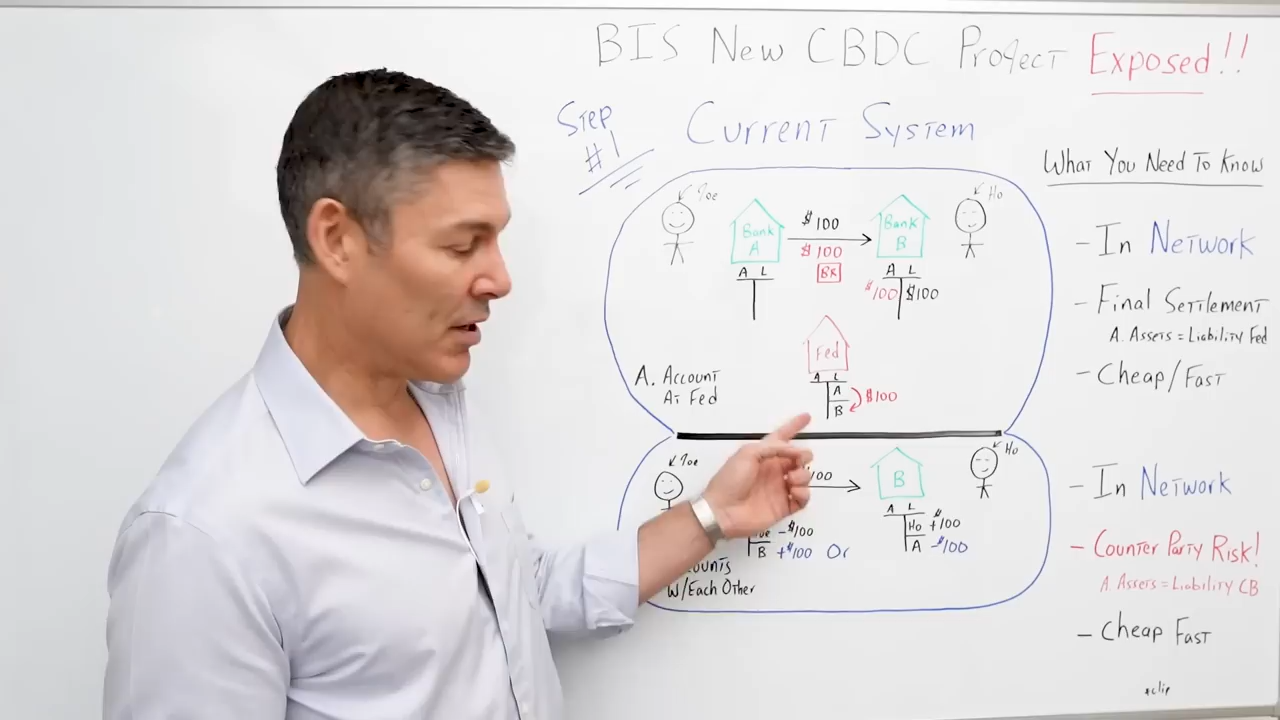 BIS New CBDC Project Exposed!!
Step #1
Current System
Joe
Ho
Bank A
$100
$100
BR
Bank B
A L
A L
$100 $100
Fed
A L
A
B
$100
A. Account
At Fed
Joe
Ho
$100
B
A L
-$100
B +$100 Or
Ho +$100
A -$100
W/Each Other
What You Need To Know
- In Network
- Final Settlement
A. Assets = Liability Fed
- Cheap/Fast
- In Network
- Counter Party Risk!
A. Assets = Liability CB
- Cheap Fast